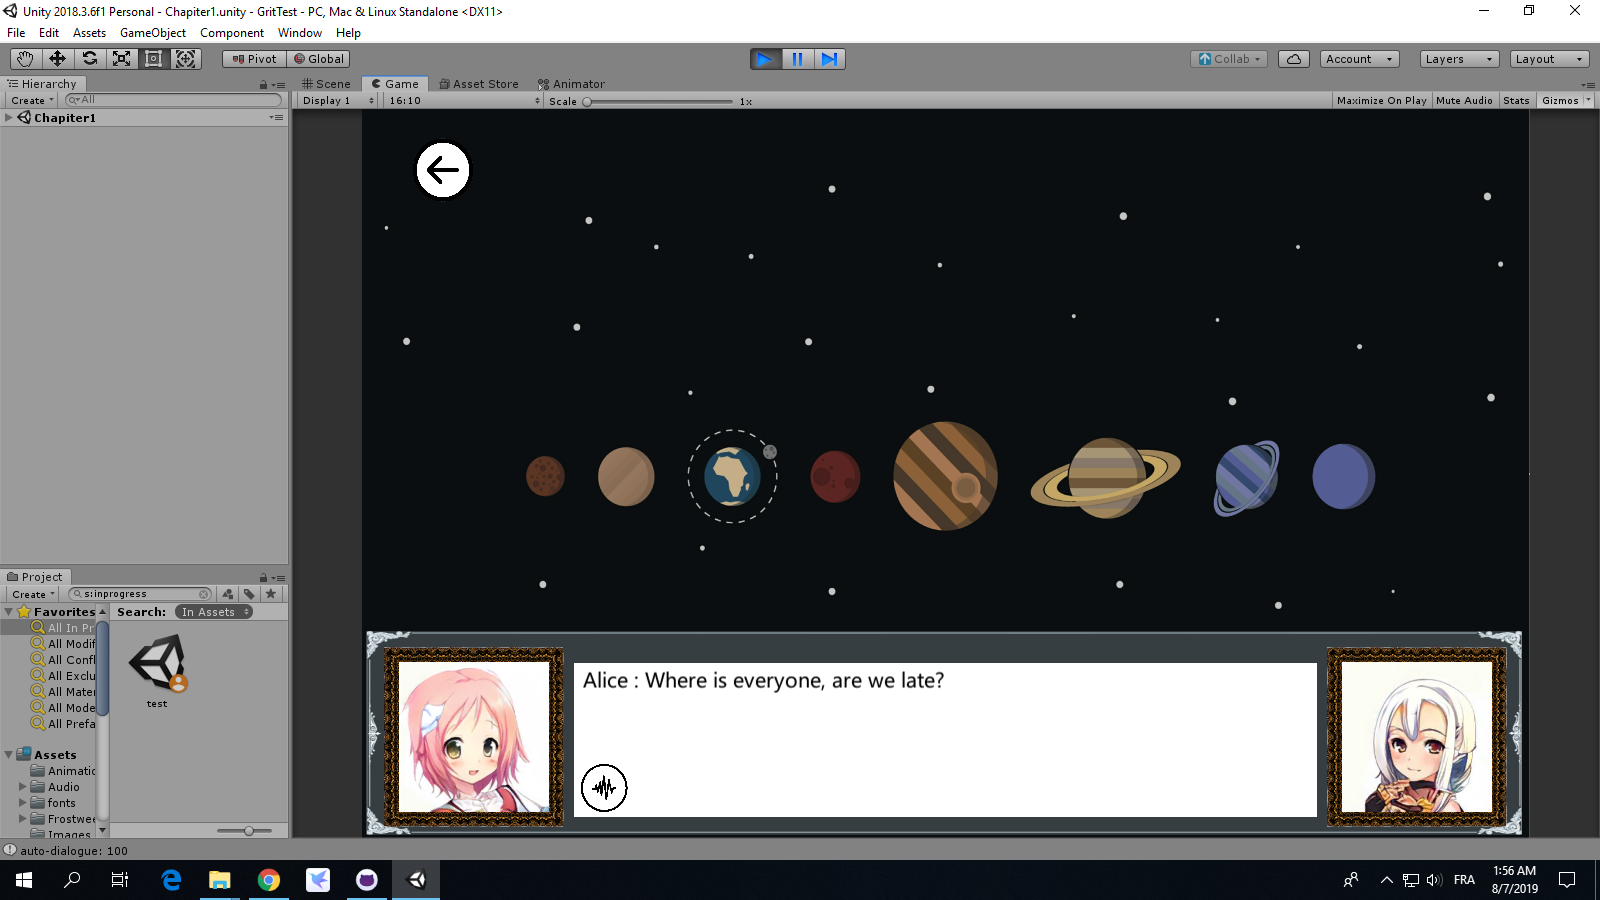 Unity 2018.3.6f1 Personal - Chapiter1.unity - GritTest - PC, Mac & Linux Standalone <DX11>
File Edit Assets GameObject Component Window Help
Pivot Global Collab Account Layers Layout
Hierarchy Scene Game Asset Store Animator
Create All Display 1 16:10 Scale 1x Maximize On Play Mute Audio Stats Gizmos
Chapiter1
Project
Create s:inprogress
Favorites Search: In Assets
All In Pr
All Modif
All Confl
All Exclu
All Mater
All Mode
All Prefa
test
Assets
Animatic
Audio
fonts
Frostwee
Images
Alice : Where is everyone, are we late?
auto-dialogue: 100
FRA
1:56 AM
8/7/2019